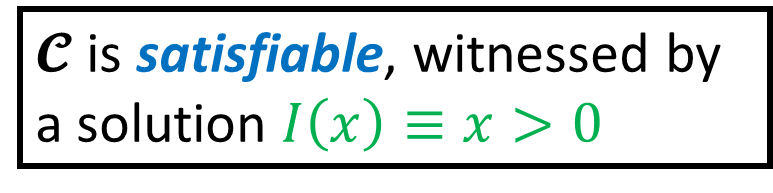 𝓒 is satisfiable, witnessed by
a solution I(x) ≡ x > 0